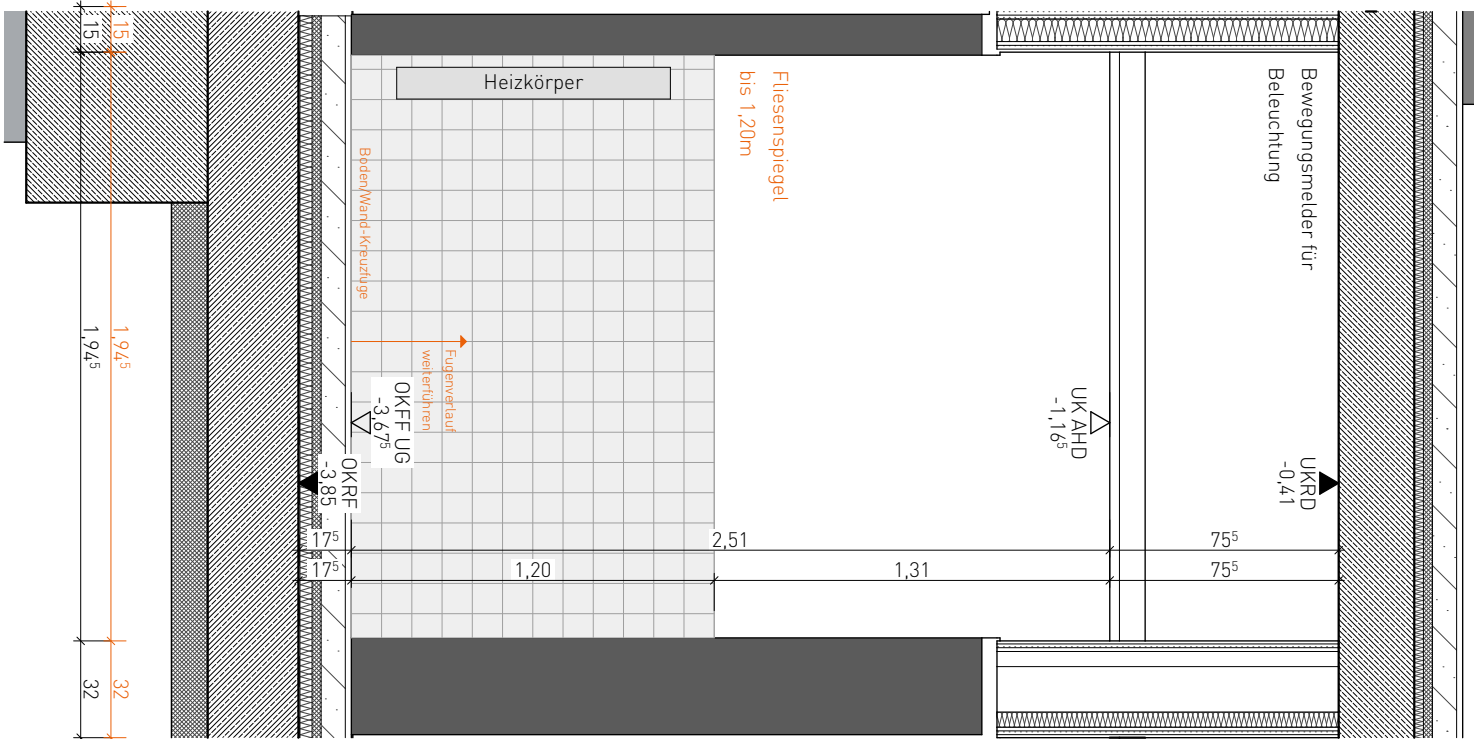 Heizkörper
Fliesenspiegel
bis 1,20m
Bewegungsmelder für
Beleuchtung
Boden/Wand-Kreuzfuge
Fugenverlauf
weiterführen
OKFF UG
-3,67⁵
OKRF
-3,85
UK AHD
-1,16⁵
UKRD
-0,41
17⁵
2,51
75⁵
17⁵
1,20
1,31
75⁵
15
15
1,94⁵
1,94⁵
32
32